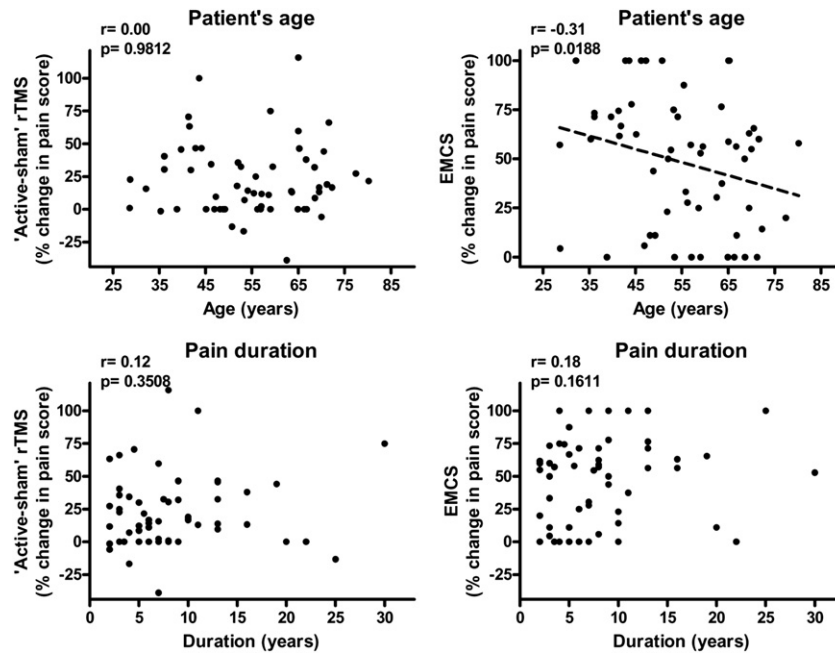 Patient's age
r= 0.00
p= 0.9812
100
75
50
25
0
-25
'Active-sham' rTMS
(% change in pain score)
25 35 45 55 65 75 85
Age (years)
Patient's age
r= -0.31
p= 0.0188
100
75
50
25
0
EMCS
(% change in pain score)
25 35 45 55 65 75 85
Age (years)
Pain duration
r= 0.12
p= 0.3508
100
75
50
25
0
-25
'Active-sham' rTMS
(% change in pain score)
0 5 10 15 20 25 30
Duration (years)
Pain duration
r= 0.18
p= 0.1611
100
75
50
25
0
-25
EMCS
(% change in pain score)
0 5 10 15 20 25 30
Duration (years)